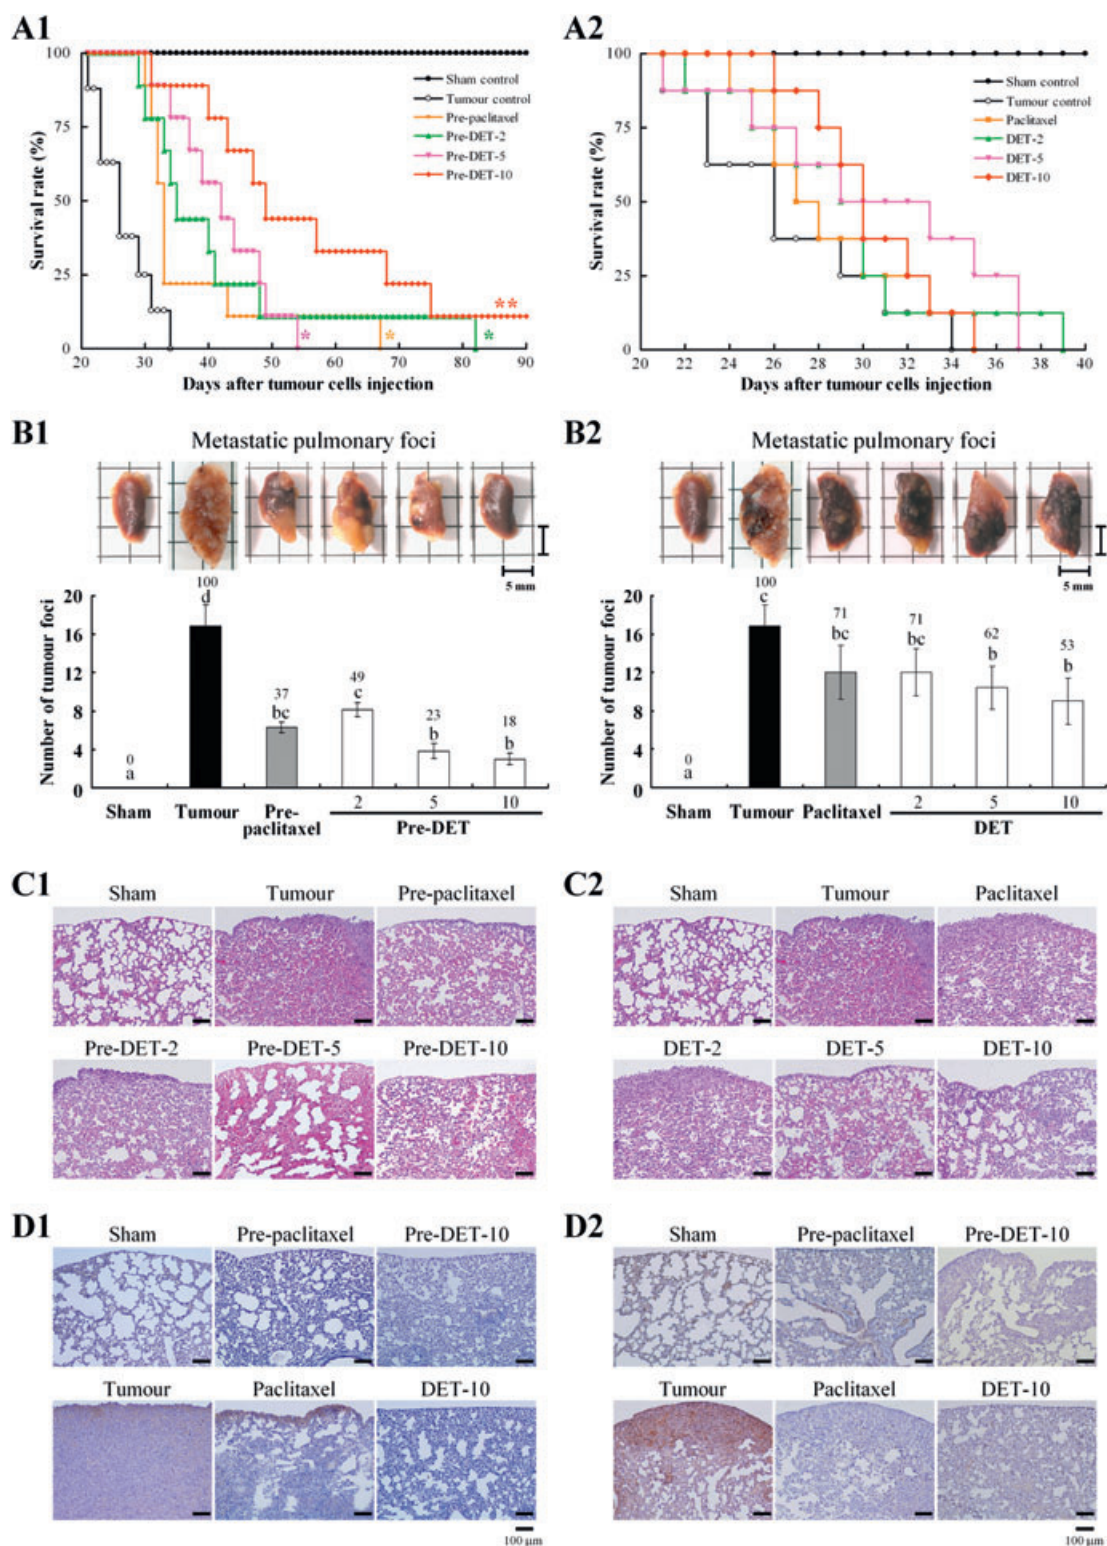 A1
A2
100
75
50
25
0
Survival rate (%)
Sham control
Tumour control
Pre-paclitaxel
Pre-DET-2
Pre-DET-5
Pre-DET-10
**
*
*
*
20 30 40 50 60 70 80 90
Days after tumour cells injection
100
75
50
25
0
Survival rate (%)
Sham control
Tumour control
Paclitaxel
DET-2
DET-5
DET-10
20 22 24 26 28 30 32 34 36 38 40
Days after tumour cells injection
B1
Metastatic pulmonary foci
5 mm
20
16
12
8
4
0
Number of tumour foci
0
a
100
d
37
bc
49
c
23
b
18
b
2 5 10
Sham Tumour Pre-paclitaxel Pre-DET
B2
Metastatic pulmonary foci
5 mm
20
16
12
8
4
0
Number of tumour foci
0
a
100
c
71
bc
71
bc
62
b
53
b
2 5 10
Sham Tumour Paclitaxel DET
C1
Sham Tumour Pre-paclitaxel
Pre-DET-2 Pre-DET-5 Pre-DET-10
C2
Sham Tumour Paclitaxel
DET-2 DET-5 DET-10
D1
Sham Pre-paclitaxel Pre-DET-10
Tumour Paclitaxel DET-10
100 µm
D2
Sham Pre-paclitaxel Pre-DET-10
Tumour Paclitaxel DET-10
100 µm